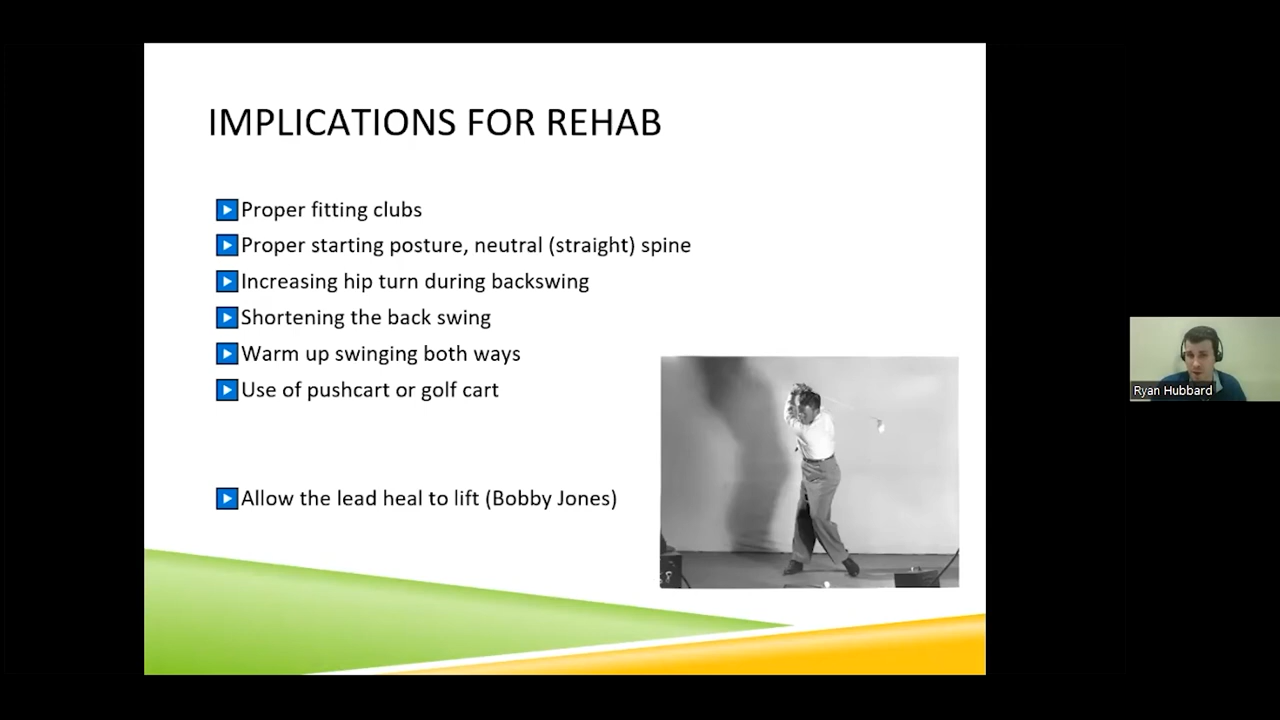 IMPLICATIONS FOR REHAB
Proper fitting clubs
Proper starting posture, neutral (straight) spine
Increasing hip turn during backswing
Shortening the back swing
Warm up swinging both ways
Use of pushcart or golf cart
Allow the lead heal to lift (Bobby Jones)
Ryan Hubbard